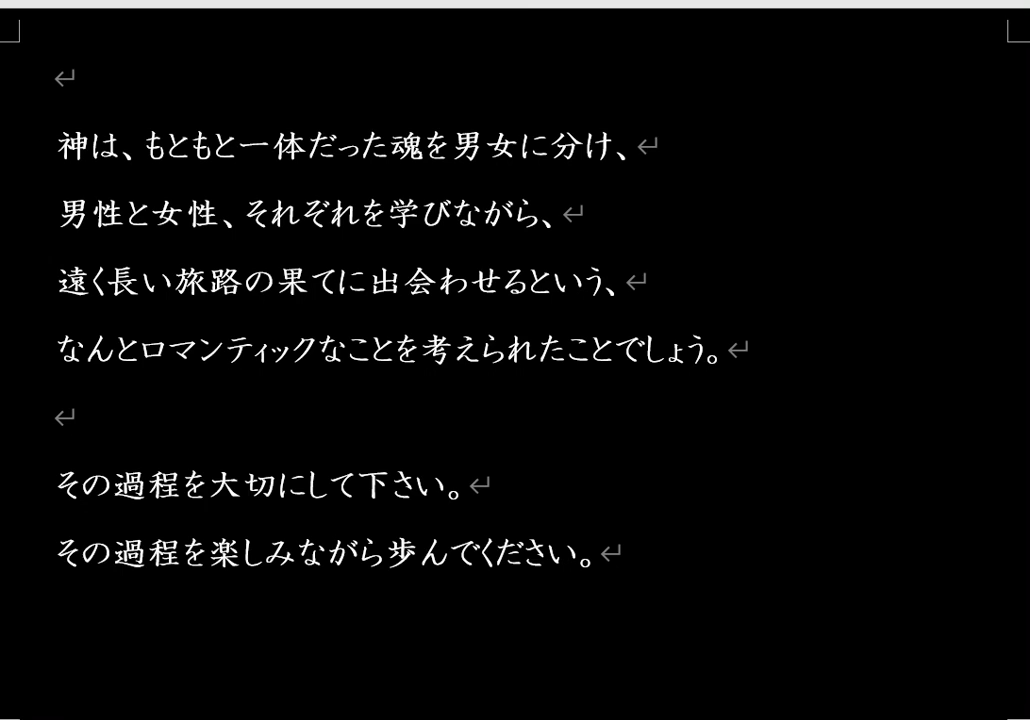 神は、もともと一体だった魂を男女に分け、
男性と女性、それぞれを学びながら、
遠く長い旅路の果てに出会わせるという、
なんとロマンティックなことを考えられたことでしょう。
その過程を大切にして下さい。
その過程を楽しみながら歩んでください。